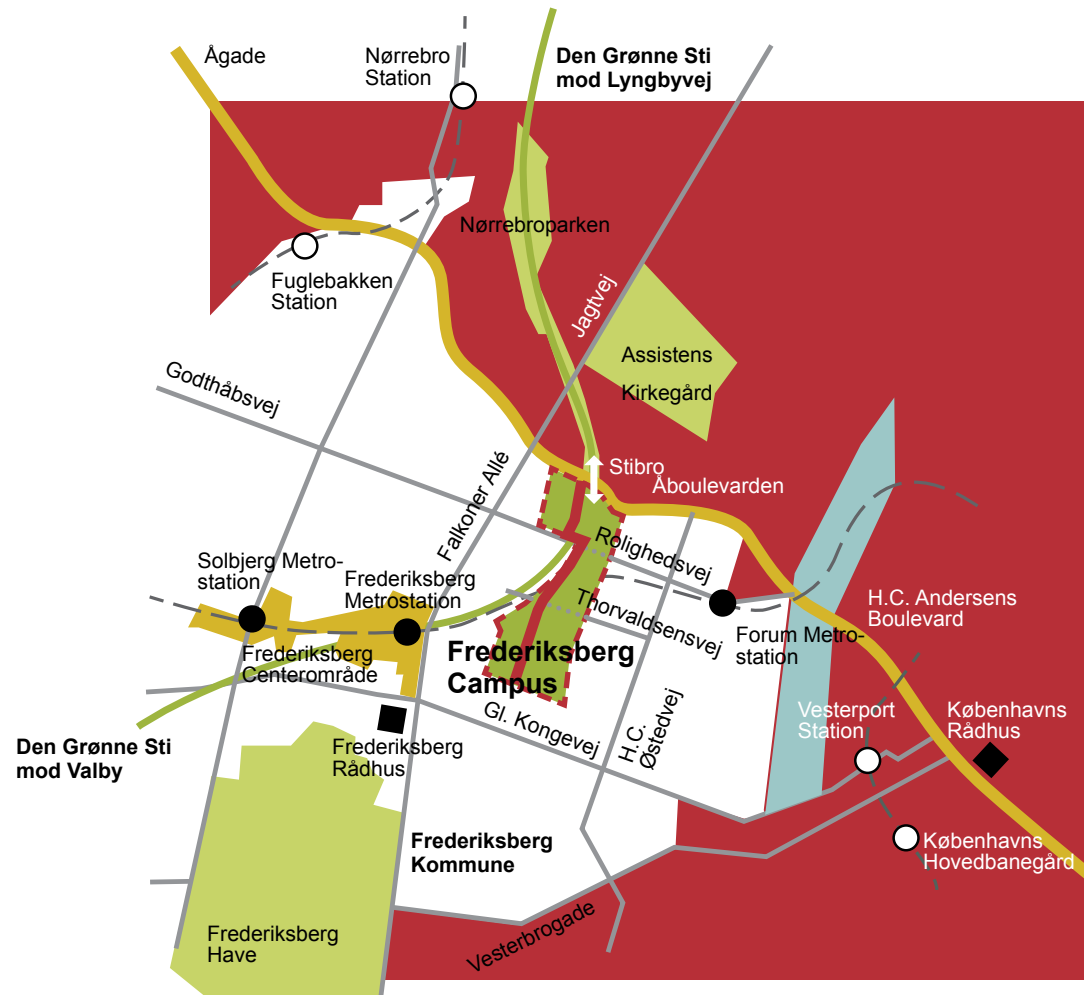 Ågade
Nørrebro
Station
Den Grønne Sti
mod Lyngbyvej
Nørrebroparken
Fuglebakken
Station
Jagtvej
Assistens
Kirkegård
Godthåbsvej
Falkoner Allé
Stibro
Åboulevarden
Rolighedsvej
Solbjerg Metro-
station
Frederiksberg
Metrostation
Thorvaldsensvej
H.C. Andersens
Boulevard
Forum Metro-
station
Frederiksberg
Centerområde
Frederiksberg
Campus
Gl. Kongevej
H.C.
Østedvej
Vesterport
Station
Københavns
Rådhus
Den Grønne Sti
mod Valby
Frederiksberg
Rådhus
Frederiksberg
Kommune
Københavns
Hovedbanegård
Vesterbrogade
Frederiksberg
Have